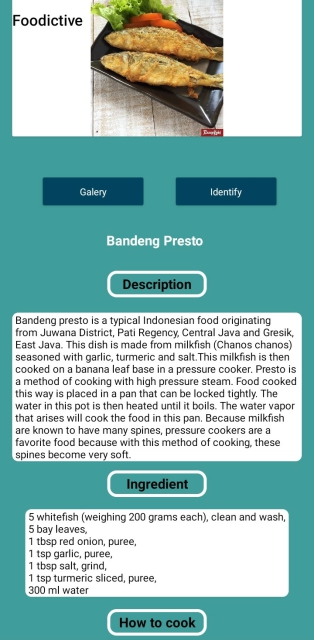 Foodictive
Galery
Identify
Bandeng Presto
Description
Bandeng presto is a typical Indonesian food originating
from Juwana District, Pati Regency, Central Java and Gresik,
East Java. This dish is made from milkfish (Chanos chanos)
seasoned with garlic, turmeric and salt.This milkfish is then
cooked on a banana leaf base in a pressure cooker. Presto is
a method of cooking with high pressure steam. Food cooked
this way is placed in a pan that can be locked tightly. The
water in this pot is then heated until it boils. The water vapor
that arises will cook the food in this pan. Because milkfish
are known to have many spines, pressure cookers are a
favorite food because with this method of cooking, these
spines become very soft.
Ingredient
5 whitefish (weighing 200 grams each), clean and wash,
5 bay leaves,
1 tbsp red onion, puree,
1 tsp garlic, puree,
1 tbsp salt, grind,
1 tsp turmeric sliced, puree,
300 ml water
How to cook